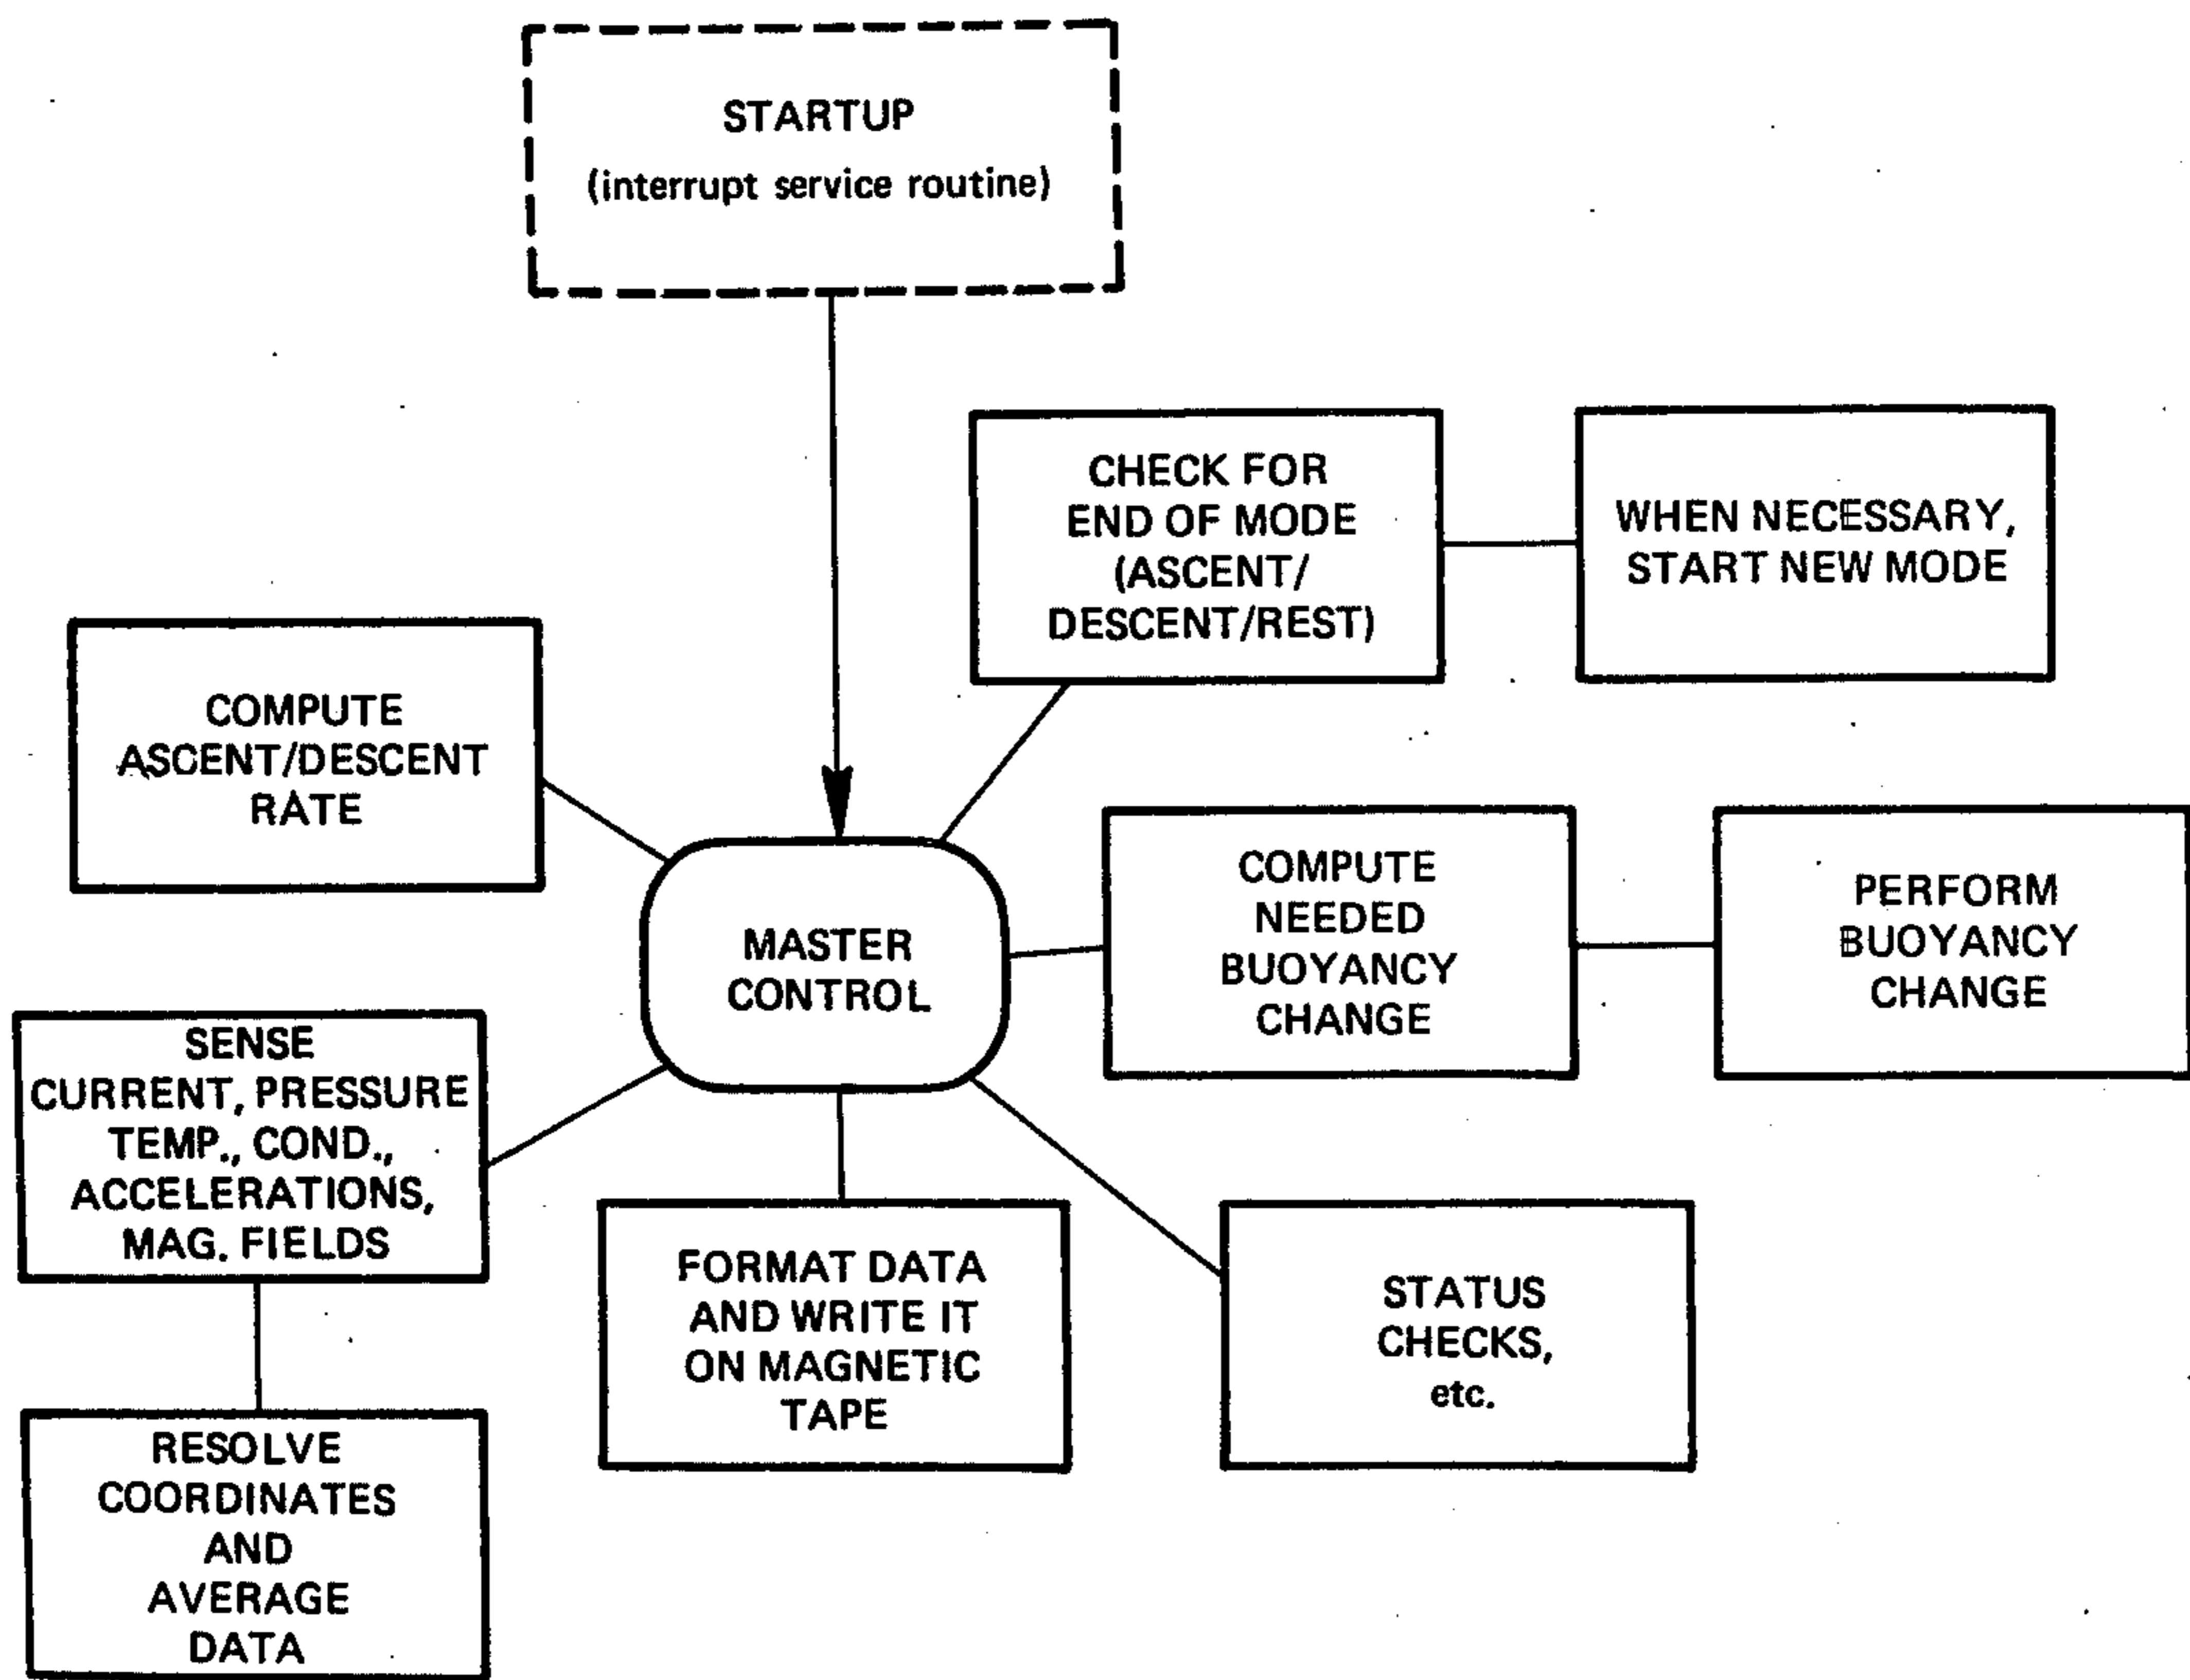 STARTUP
(interrupt service routine)
CHECK FOR
END OF MODE
(ASCENT/
DESCENT/REST)
WHEN NECESSARY,
START NEW MODE
COMPUTE
ASCENT/DESCENT
RATE
MASTER
CONTROL
COMPUTE
NEEDED
BUOYANCY
CHANGE
PERFORM
BUOYANCY
CHANGE
SENSE
CURRENT, PRESSURE
TEMP., COND.,
ACCELERATIONS,
MAG. FIELDS
FORMAT DATA
AND WRITE IT
ON MAGNETIC
TAPE
STATUS
CHECKS,
etc.
RESOLVE
COORDINATES
AND
AVERAGE
DATA